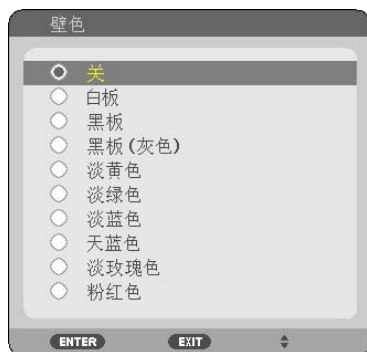 壁色
关
白板
黑板
黑板(灰色)
淡黄色
淡绿色
淡蓝色
天蓝色
淡玫瑰色
粉红色
ENTER EXIT